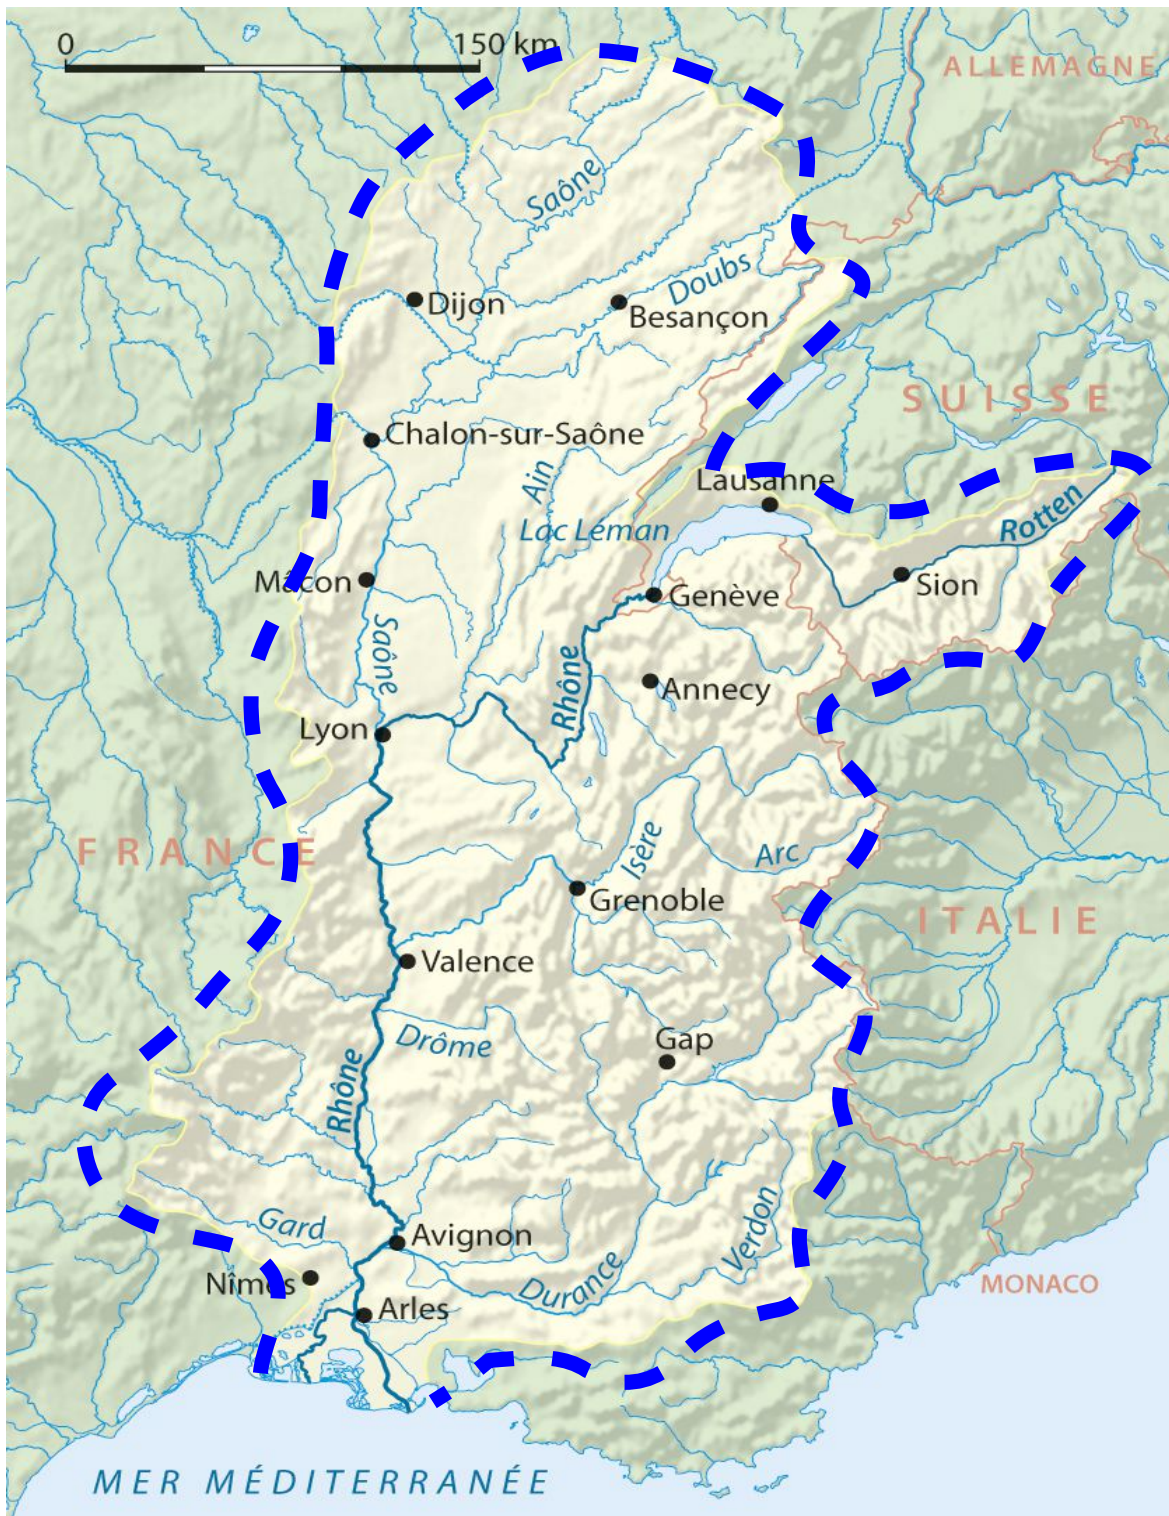 0 150 km
ALLEMAGNE
Saône
Doubs
Dijon
Besançon
SUISSE
Chalon-sur-Saône
Ain
Lausanne
Rotten
Lac Léman
Mâcon
Sion
Genève
Saône
Rhône
Annecy
Lyon
FRANCE
Isère
Arc
Grenoble
ITALIE
Valence
Drôme
Gap
Rhône
Gard
Avignon
Verdon
Durance
Nîmes
MONACO
Arles
MER MÉDITERRANÉE